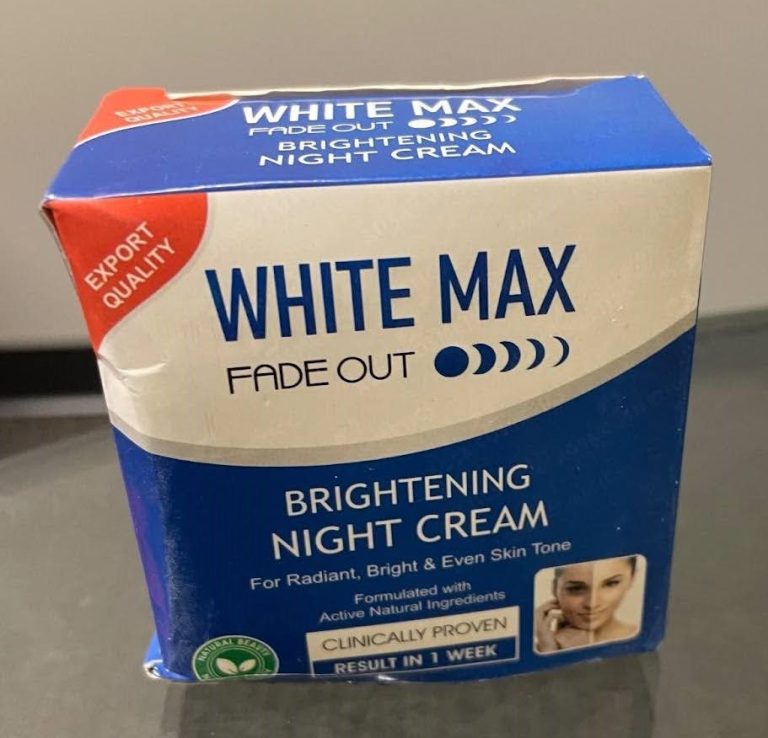 EXPORT
QUALITY
WHITE MAX
FADE OUT
BRIGHTENING
NIGHT CREAM
EXPORT
QUALITY
WHITE MAX
FADE OUT
BRIGHTENING
NIGHT CREAM
For Radiant, Bright & Even Skin Tone
Formulated with
Active Natural Ingredients
CLINICALLY PROVEN
RESULT IN 1 WEEK
NATURAL BEAUTY